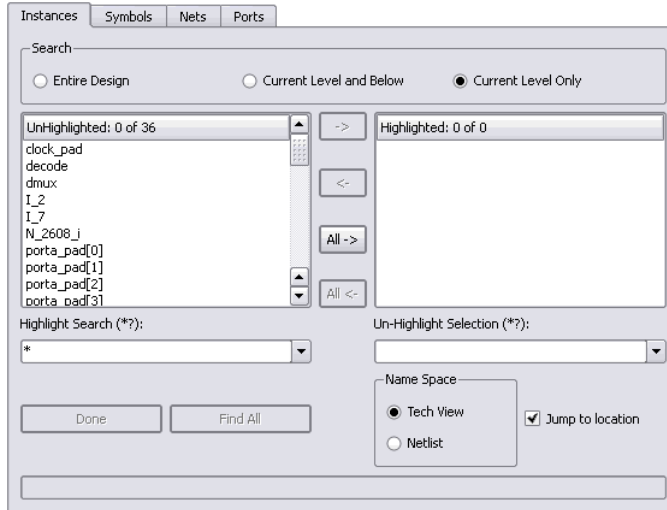 Instances Symbols Nets Ports
Search
Entire Design Current Level and Below Current Level Only
UnHighlighted: 0 of 36
clock_pad
decode
dmux
I_2
I_7
N_2608_i
porta_pad[0]
porta_pad[1]
porta_pad[2]
porta_pad[3]
->
<-
All ->
All <-
Highlighted: 0 of 0
Highlight Search (*?):
*
Un-Highlight Selection (*?):
Done Find All
Name Space
Tech View
Netlist
Jump to location